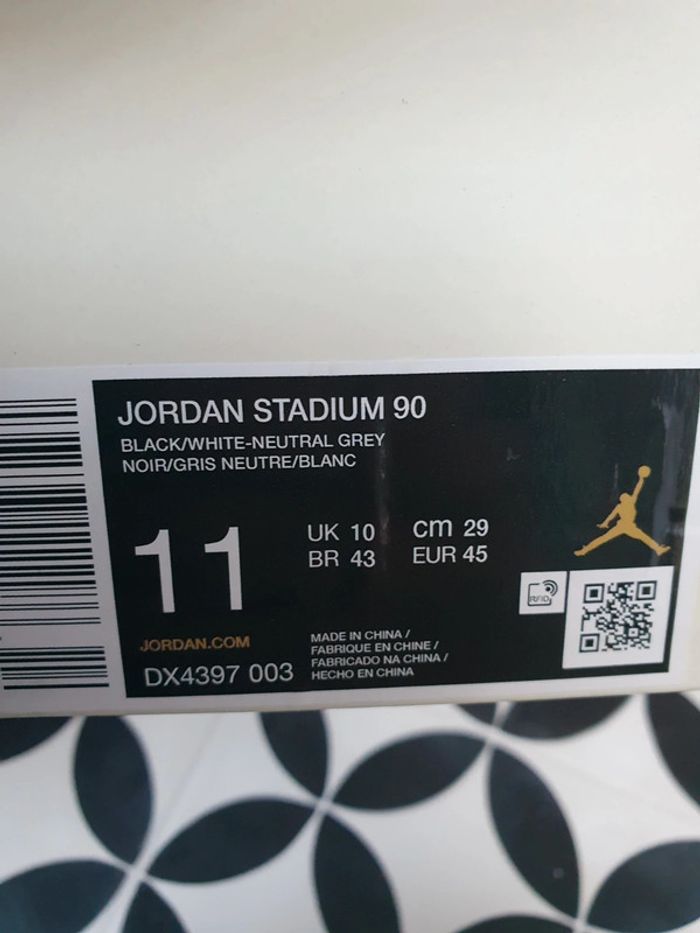 JORDAN STADIUM 90
BLACK/WHITE-NEUTRAL GREY
NOIR/GRIS NEUTRE/BLANC
11
UK 10 cm 29
BR 43 EUR 45
RFID
JORDAN.COM
DX4397 003
MADE IN CHINA /
FABRIQUE EN CHINE /
FABRICADO NA CHINA /
HECHO EN CHINA